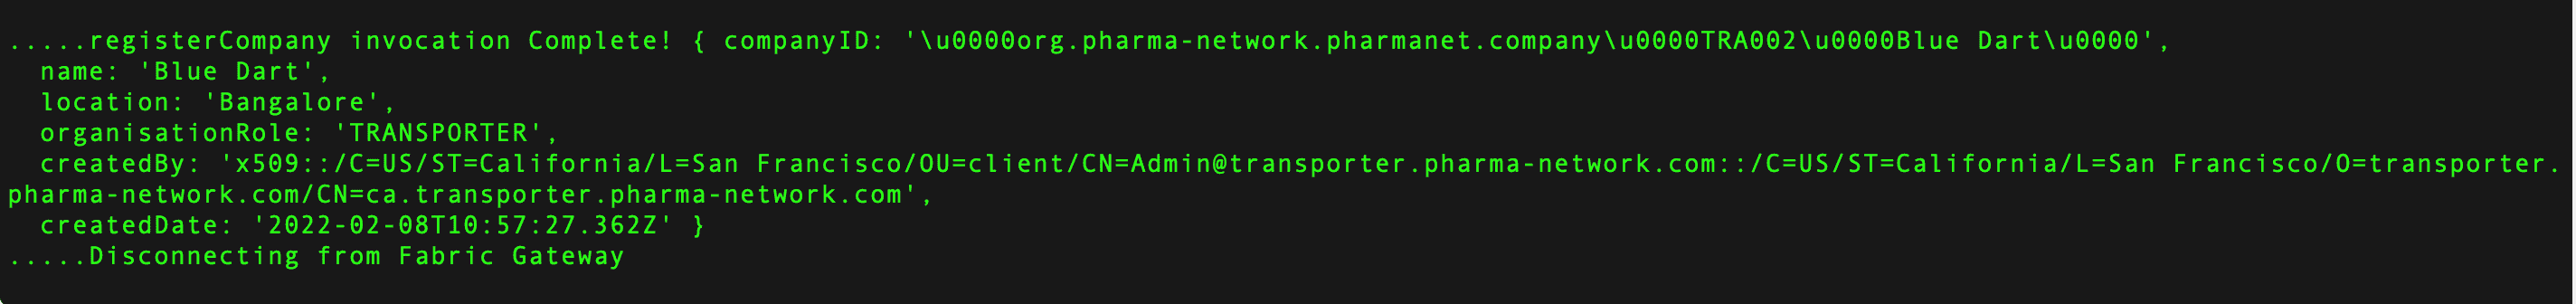 .....registerCompany invocation Complete! { companyID: '\u0000org.pharma-network.pharmanet.company\u0000TRA002\u0000Blue Dart\u0000',
  name: 'Blue Dart',
  location: 'Bangalore',
  organisationRole: 'TRANSPORTER',
  createdBy: 'x509::/C=US/ST=California/L=San Francisco/OU=client/CN=Admin@transporter.pharma-network.com::/C=US/ST=California/L=San Francisco/O=transporter.
pharma-network.com/CN=ca.transporter.pharma-network.com',
  createdDate: '2022-02-08T10:57:27.362Z' }
.....Disconnecting from Fabric Gateway